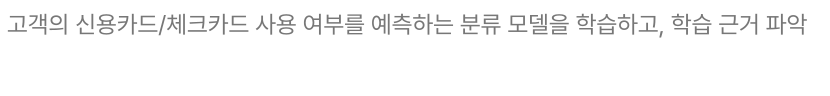 고객의 신용카드/체크카드 사용 여부를 예측하는 분류 모델을 학습하고, 학습 근거 파악